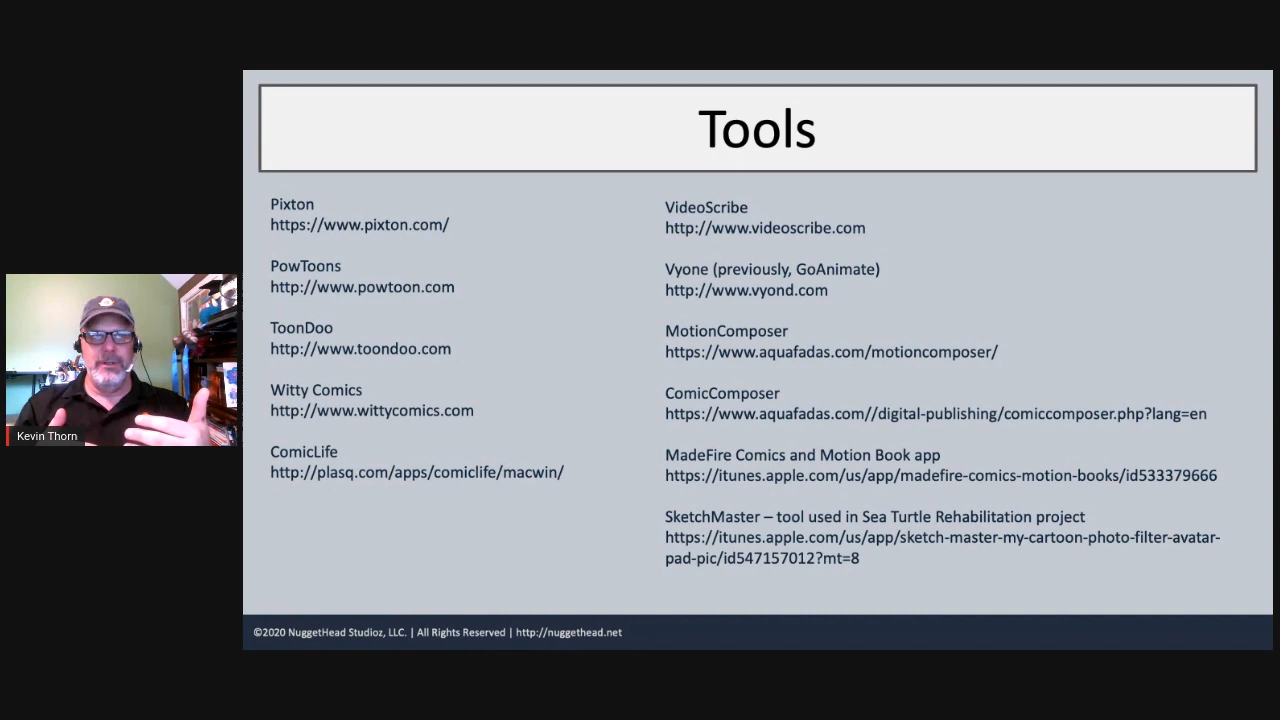 Tools
Pixton
https://www.pixton.com/
PowToons
http://www.powtoon.com
ToonDoo
http://www.toondoo.com
Witty Comics
http://www.wittycomics.com
ComicLife
http://plasq.com/apps/comiclife/macwin/
VideoScribe
http://www.videoscribe.com
Vyone (previously, GoAnimate)
http://www.vyond.com
MotionComposer
https://www.aquafadas.com/motioncomposer/
ComicComposer
https://www.aquafadas.com//digital-publishing/comiccomposer.php?lang=en
MadeFire Comics and Motion Book app
https://itunes.apple.com/us/app/madefire-comics-motion-books/id533379666
SketchMaster – tool used in Sea Turtle Rehabilitation project
https://itunes.apple.com/us/app/sketch-master-my-cartoon-photo-filter-avatar-
pad-pic/id547157012?mt=8
Kevin Thorn
©2020 NuggetHead Studioz, LLC. | All Rights Reserved | http://nuggethead.net